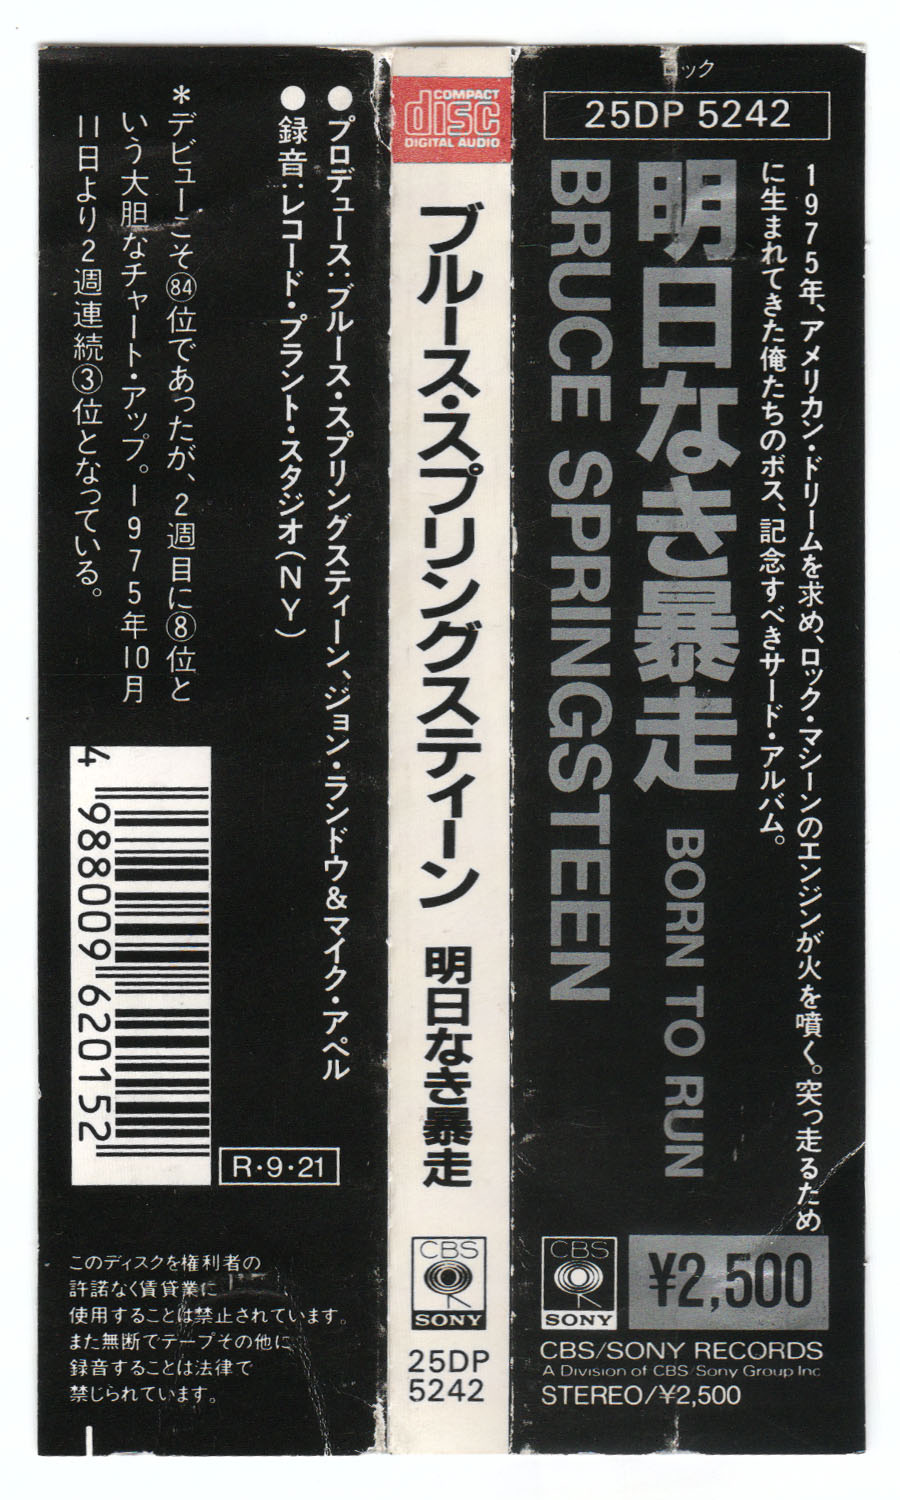 ック
25DP 5242
1975年、アメリカン・ドリームを求め、ロック・マシーンのエンジンが火を噴く。突っ走るため
に生まれてきた俺たちのボス、記念すべきサード・アルバム。
明日なき暴走 BORN TO RUN
BRUCE SPRINGSTEEN
CBS
SONY
¥2,500
CBS/SONY RECORDS
A Division of CBS/Sony Group Inc
STEREO/¥2,500
COMPACT
disc
DIGITAL AUDIO
ブルース・スプリングスティーン 明日なき暴走
CBS
SONY
25DP
5242
●プロデュース:ブルース・スプリングスティーン、ジョン・ランドウ&マイク・アペル
●録音:レコード・プラント・スタジオ(NY)
*デビューこそ84位であったが、2週目に⑧位と
いう大胆なチャート・アップ。1975年10月
11日より2週連続③位となっている。
4 988009 620152
R・9・21
このディスクを権利者の
許諾なく賃貸業に
使用することは禁止されています。
また無断でテープその他に
録音することは法律で
禁じられています。